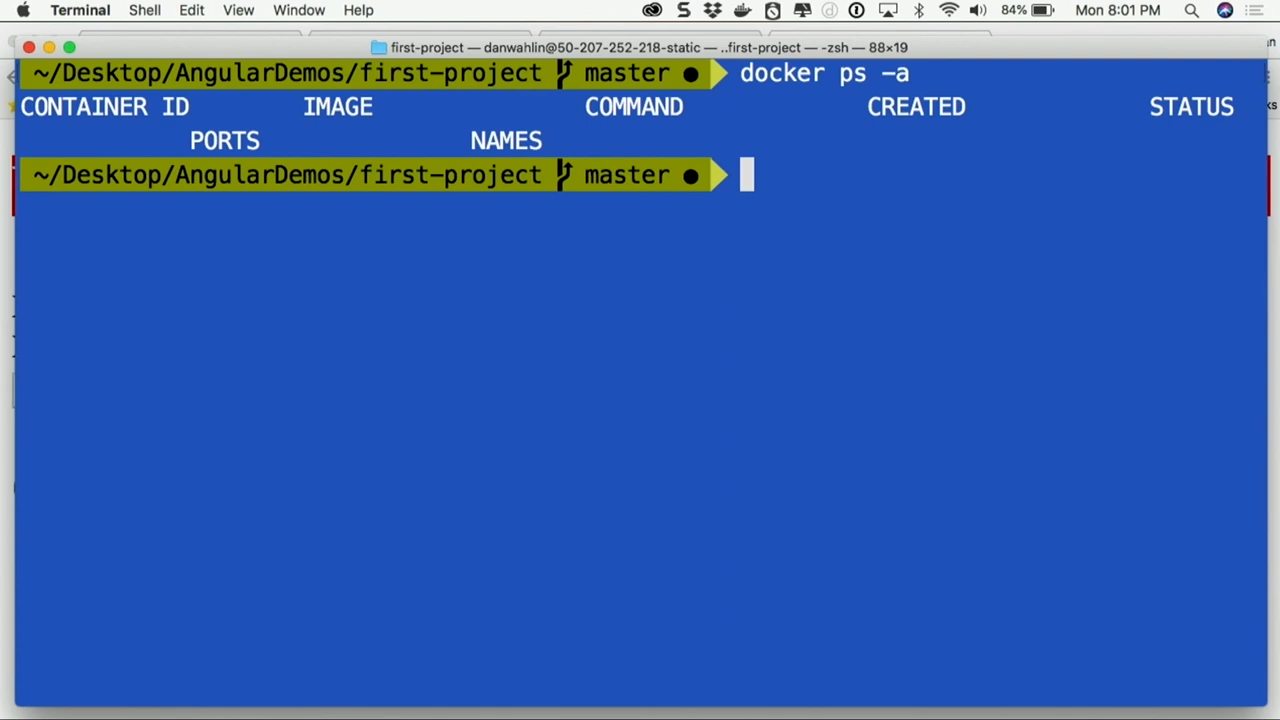 Terminal Shell Edit View Window Help 84% Mon 8:01 PM
first-project — danwahlin@50-207-252-218-static — ..first-project — -zsh — 88×19
~/Desktop/AngularDemos/first-project master ● docker ps -a
CONTAINER ID IMAGE COMMAND CREATED STATUS
PORTS NAMES
~/Desktop/AngularDemos/first-project master ●